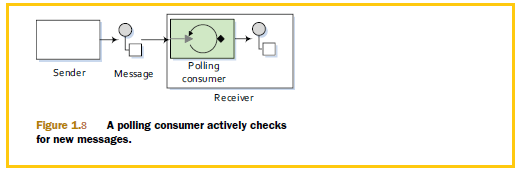 Sender
Message
Polling
consumer
Receiver
Figure 1.8 A polling consumer actively checks
for new messages.